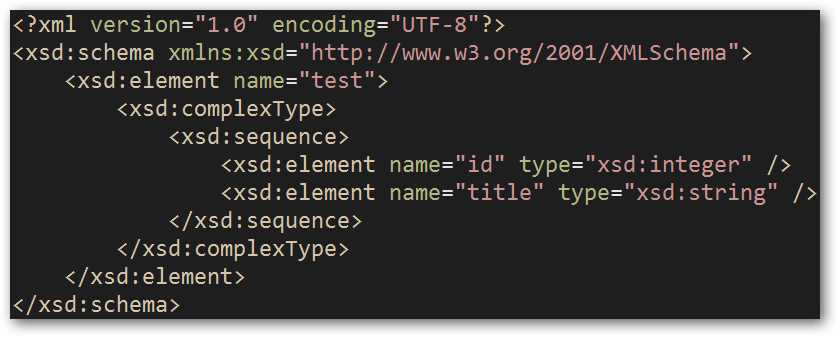 <?xml version="1.0" encoding="UTF-8"?>
<xsd:schema xmlns:xsd="http://www.w3.org/2001/XMLSchema">
    <xsd:element name="test">
        <xsd:complexType>
            <xsd:sequence>
                <xsd:element name="id" type="xsd:integer" />
                <xsd:element name="title" type="xsd:string" />
            </xsd:sequence>
        </xsd:complexType>
    </xsd:element>
</xsd:schema>